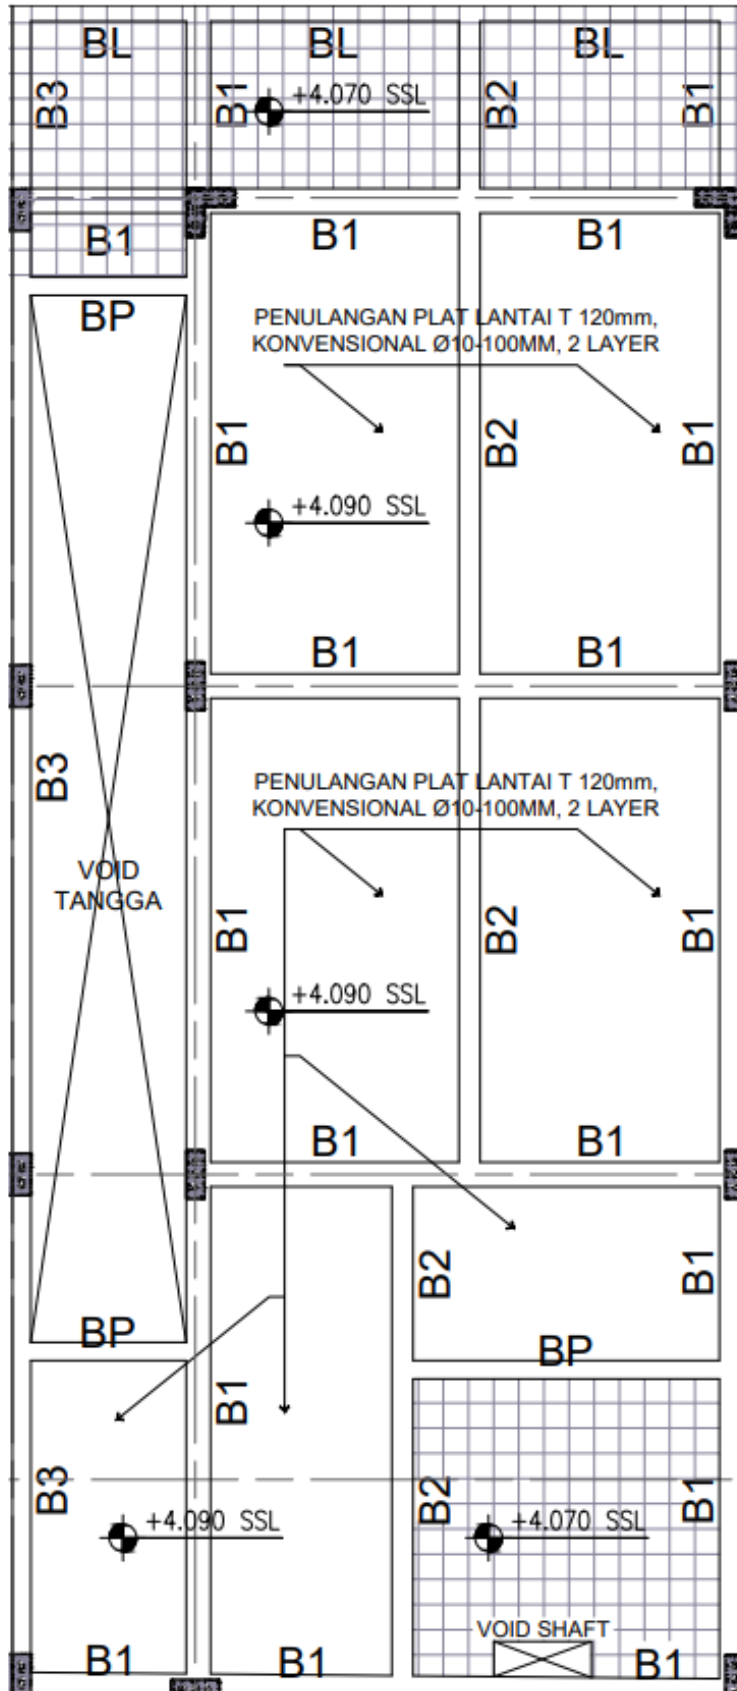 BL
BL
BL
B3
B1
+4.070 SSL
B2
B1
B1
B1
B1
BP
PENULANGAN PLAT LANTAI T 120mm,
KONVENSIONAL Ø10-100MM, 2 LAYER
B1
B2
B1
+4.090 SSL
B1
B1
B3
PENULANGAN PLAT LANTAI T 120mm,
KONVENSIONAL Ø10-100MM, 2 LAYER
VOID
TANGGA
B1
B2
B1
+4.090 SSL
B1
B1
B2
B1
BP
BP
B1
B3
B2
B1
+4.090 SSL
+4.070 SSL
VOID SHAFT
B1
B1
B1